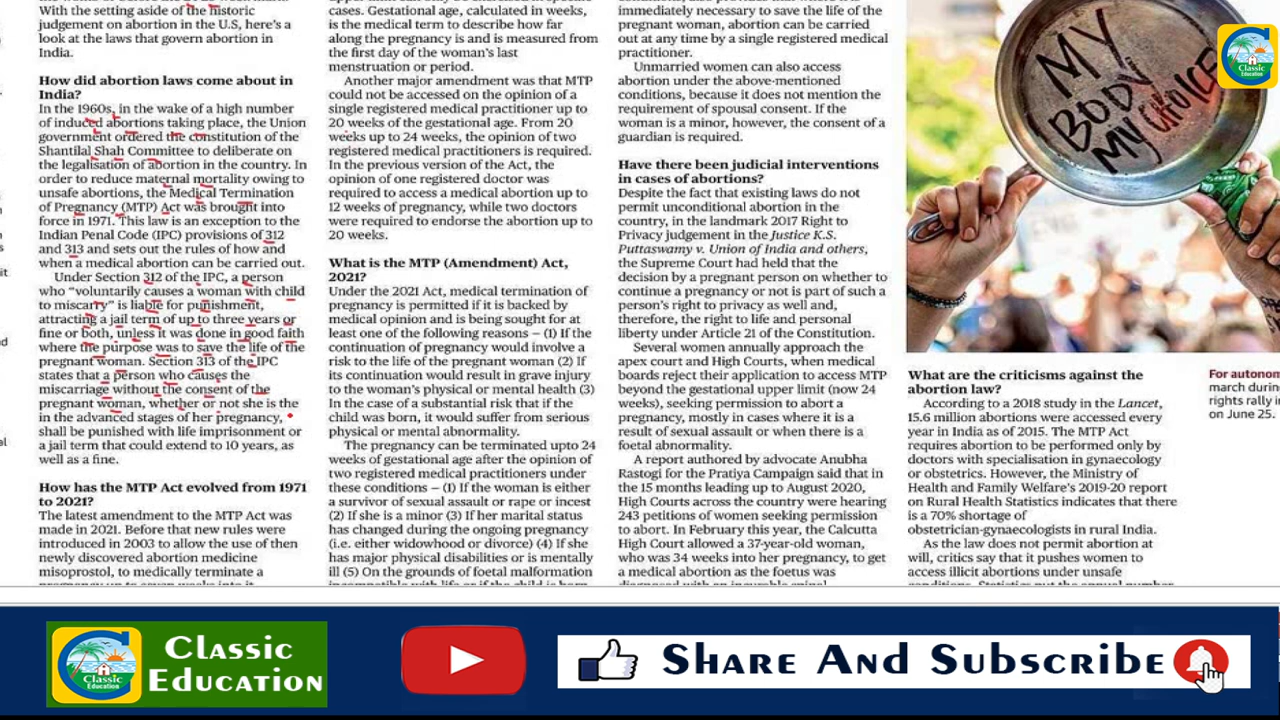 With the setting aside of the historic
judgement on abortion in the U.S, here's a
look at the laws that govern abortion in
India.
How did abortion laws come about in
India?
In the 1960s, in the wake of a high number
of induced abortions taking place, the Union
government ordered the constitution of the
Shantilal Shah Committee to deliberate on
the legalisation of abortion in the country. In
order to reduce maternal mortality owing to
unsafe abortions, the Medical Termination
of Pregnancy (MTP) Act was brought into
force in 1971. This law is an exception to the
Indian Penal Code (IPC) provisions of 312
and 313 and sets out the rules of how and
when a medical abortion can be carried out.
Under Section 312 of the IPC, a person
who “voluntarily causes a woman with child
to miscarry” is liable for punishment,
attracting a jail term of up to three years or
fine or both, unless it was done in good faith
where the purpose was to save the life of the
pregnant woman. Section 313 of the IPC
states that a person who causes the
miscarriage without the consent of the
pregnant woman, whether or not she is the
in the advanced stages of her pregnancy,
shall be punished with life imprisonment or
a jail term that could extend to 10 years, as
well as a fine.
How has the MTP Act evolved from 1971
to 2021?
The latest amendment to the MTP Act was
made in 2021. Before that new rules were
introduced in 2003 to allow the use of then
newly discovered abortion medicine
misoprostol, to medically terminate a
cases. Gestational age, calculated in weeks,
is the medical term to describe how far
along the pregnancy is and is measured from
the first day of the woman's last
menstruation or period.
Another major amendment was that MTP
could not be accessed on the opinion of a
single registered medical practitioner up to
20 weeks of the gestational age. From 20
weeks up to 24 weeks, the opinion of two
registered medical practitioners is required.
In the previous version of the Act, the
opinion of one registered doctor was
required to access a medical abortion up to
12 weeks of pregnancy, while two doctors
were required to endorse the abortion up to
20 weeks.
What is the MTP (Amendment) Act,
2021?
Under the 2021 Act, medical termination of
pregnancy is permitted if it is backed by
medical opinion and is being sought for at
least one of the following reasons – (1) If the
continuation of pregnancy would involve a
risk to the life of the pregnant woman (2) If
its continuation would result in grave injury
to the woman's physical or mental health (3)
In the case of a substantial risk that if the
child was born, it would suffer from serious
physical or mental abnormality.
The pregnancy can be terminated upto 24
weeks of gestational age after the opinion of
two registered medical practitioners under
these conditions – (1) If the woman is either
a survivor of sexual assault or rape or incest
(2) If she is a minor (3) If her marital status
has changed during the ongoing pregnancy
(i.e. either widowhood or divorce) (4) If she
has major physical disabilities or is mentally
ill (5) On the grounds of foetal malformation
immediately necessary to save the life of the
pregnant woman, abortion can be carried
out at any time by a single registered medical
practitioner.
Unmarried women can also access
abortion under the above-mentioned
conditions, because it does not mention the
requirement of spousal consent. If the
woman is a minor, however, the consent of a
guardian is required.
Have there been judicial interventions
in cases of abortions?
Despite the fact that existing laws do not
permit unconditional abortion in the
country, in the landmark 2017 Right to
Privacy judgement in the Justice K.S.
Puttaswamy v. Union of India and others,
the Supreme Court had held that the
decision by a pregnant person on whether to
continue a pregnancy or not is part of such a
person's right to privacy as well and,
therefore, the right to life and personal
liberty under Article 21 of the Constitution.
Several women annually approach the
apex court and High Courts, when medical
boards reject their application to access MTP
beyond the gestational upper limit (now 24
weeks), seeking permission to abort a
pregnancy, mostly in cases where it is a
result of sexual assault or when there is a
foetal abnormality.
A report authored by advocate Anubha
Rastogi for the Pratiya Campaign said that in
the 15 months leading up to August 2020,
High Courts across the country were hearing
243 petitions of women seeking permission
to abort. In February this year, the Calcutta
High Court allowed a 37-year-old woman,
who was 34 weeks into her pregnancy, to get
a medical abortion as the foetus was
MY
BODY
MY CHOICE
Classic
Education
What are the criticisms against the
abortion law?
According to a 2018 study in the Lancet,
15.6 million abortions were accessed every
year in India as of 2015. The MTP Act
requires abortion to be performed only by
doctors with specialisation in gynaecology
or obstetrics. However, the Ministry of
Health and Family Welfare's 2019-20 report
on Rural Health Statistics indicates that there
is a 70% shortage of
obstetrician-gynaecologists in rural India.
As the law does not permit abortion at
will, critics say that it pushes women to
access illicit abortions under unsafe
For autonom
march durin
rights rally i
on June 25.
Classic
Education
Classic
Education
Share And Subscribe